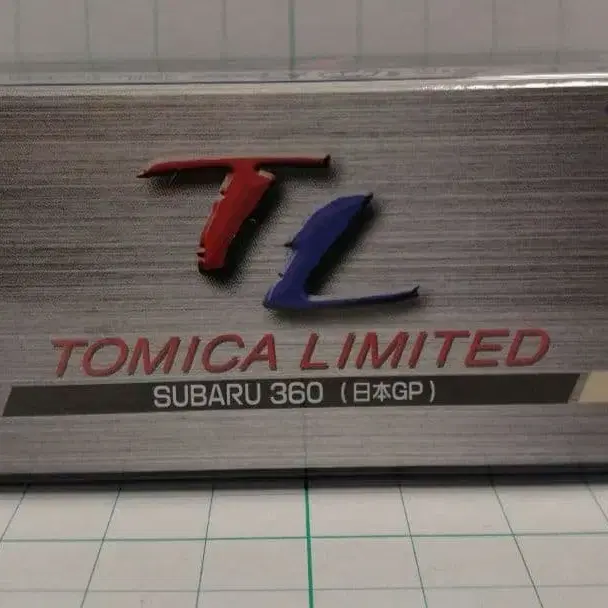 TL
TOMICA LIMITED
SUBARU 360 (日本GP)